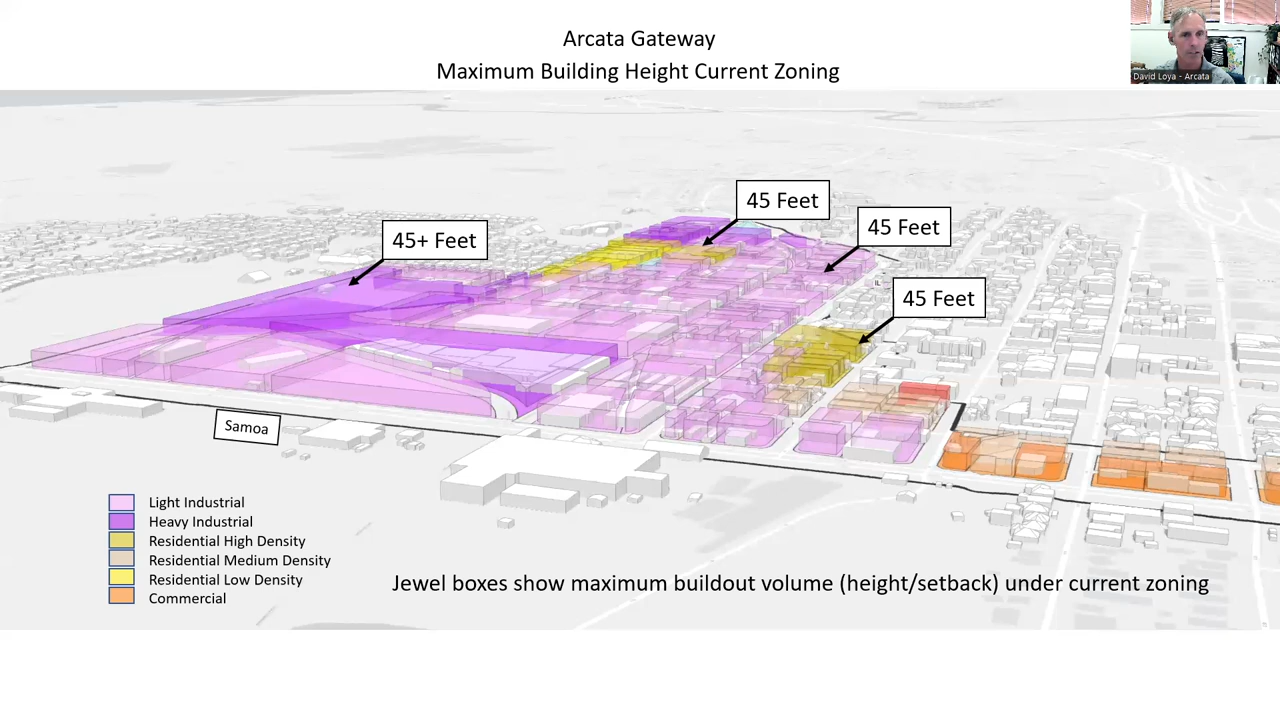 Arcata Gateway
Maximum Building Height Current Zoning
David Loya - Arcata
45 Feet
45 Feet
45+ Feet
45 Feet
Samoa
Light Industrial
Heavy Industrial
Residential High Density
Residential Medium Density
Residential Low Density
Commercial
Jewel boxes show maximum buildout volume (height/setback) under current zoning